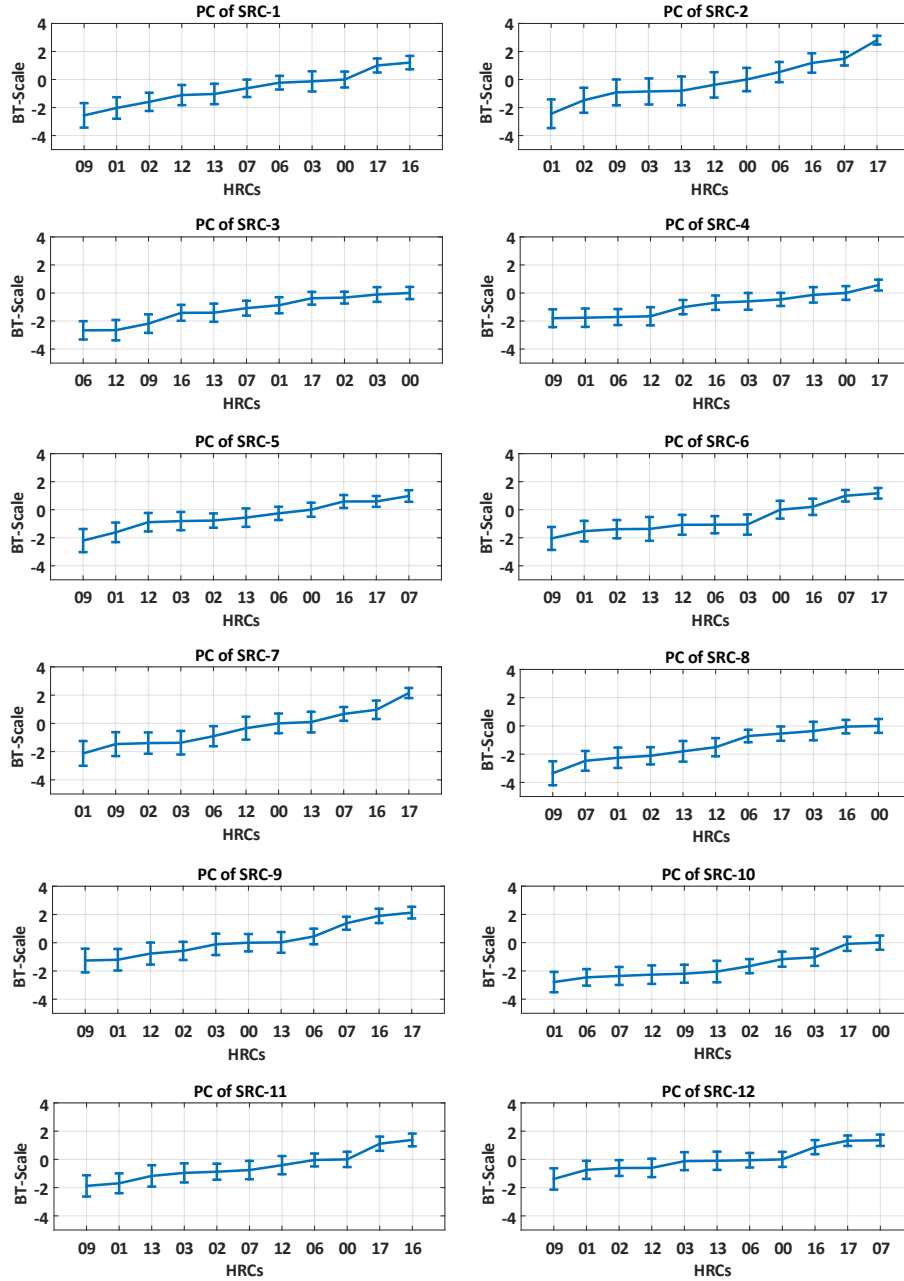 PC of SRC-1
4
2
0
-2
-4
BT-Scale
09 01 02 12 13 07 06 03 00 17 16
HRCs
PC of SRC-2
4
2
0
-2
-4
BT-Scale
01 02 09 03 13 12 00 06 16 07 17
HRCs
PC of SRC-3
4
2
0
-2
-4
BT-Scale
06 12 09 16 13 07 01 17 02 03 00
HRCs
PC of SRC-4
4
2
0
-2
-4
BT-Scale
09 01 06 12 02 16 03 07 13 00 17
HRCs
PC of SRC-5
4
2
0
-2
-4
BT-Scale
09 01 12 03 02 13 06 00 16 17 07
HRCs
PC of SRC-6
4
2
0
-2
-4
BT-Scale
09 01 02 13 12 06 03 00 16 07 17
HRCs
PC of SRC-7
4
2
0
-2
-4
BT-Scale
01 09 02 03 06 12 00 13 07 16 17
HRCs
PC of SRC-8
4
2
0
-2
-4
BT-Scale
09 07 01 02 13 12 06 17 03 16 00
HRCs
PC of SRC-9
4
2
0
-2
-4
BT-Scale
09 01 12 02 03 00 13 06 07 16 17
HRCs
PC of SRC-10
4
2
0
-2
-4
BT-Scale
01 06 07 12 09 13 02 16 03 17 00
HRCs
PC of SRC-11
4
2
0
-2
-4
BT-Scale
09 01 13 03 02 07 12 06 00 17 16
HRCs
PC of SRC-12
4
2
0
-2
-4
BT-Scale
09 01 02 12 03 13 06 00 16 17 07
HRCs